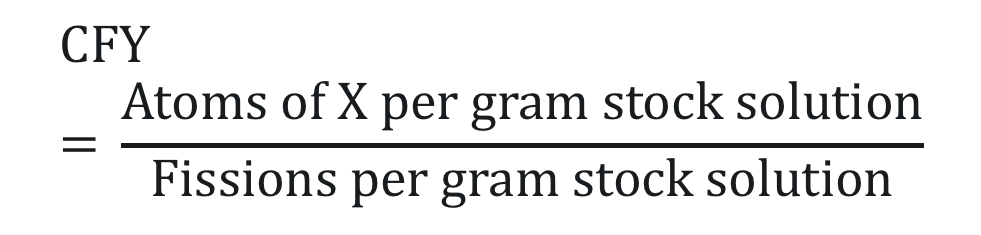 CFY
= Atoms of X per gram stock solution
Fissions per gram stock solution